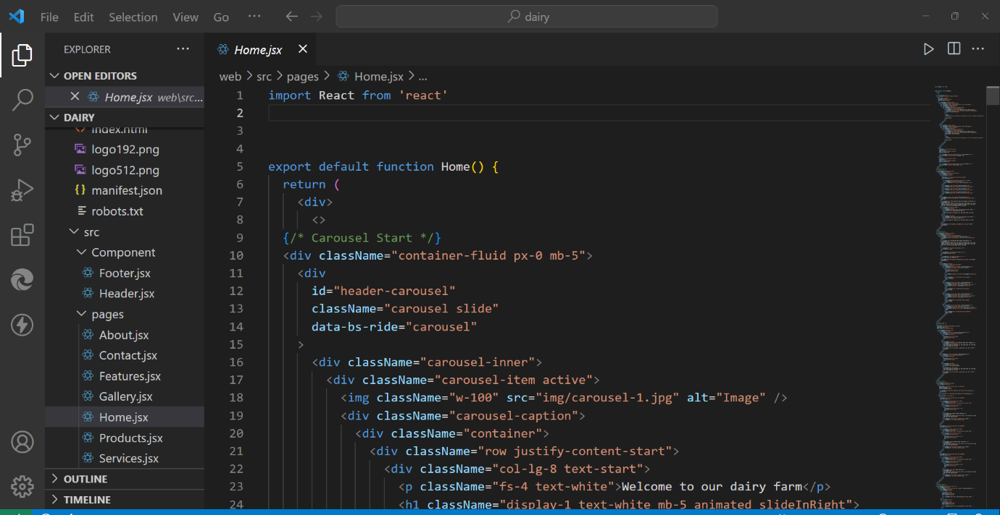 File Edit Selection View Go ··· dairy
EXPLORER ···
OPEN EDITORS
Home.jsx web\src...
DAIRY
index.html
logo192.png
logo512.png
{} manifest.json
robots.txt
src
Component
Footer.jsx
Header.jsx
pages
About.jsx
Contact.jsx
Features.jsx
Gallery.jsx
Home.jsx
Products.jsx
Services.jsx
OUTLINE
TIMELINE
Home.jsx
web > src > pages > Home.jsx > ...
1 import React from 'react'
2
3
4
5 export default function Home() {
6 return (
7 <div>
8 <>
9 {/* Carousel Start */}
10 <div className="container-fluid px-0 mb-5">
11 <div
12 id="header-carousel"
13 className="carousel slide"
14 data-bs-ride="carousel"
15 >
16 <div className="carousel-inner">
17 <div className="carousel-item active">
18 <img className="w-100" src="img/carousel-1.jpg" alt="Image" />
19 <div className="carousel-caption">
20 <div className="container">
21 <div className="row justify-content-start">
22 <div className="col-lg-8 text-start">
23 <p className="fs-4 text-white">Welcome to our dairy farm</p>
24 <h1 className="display-1 text-white mb-5 animated slideInRight">